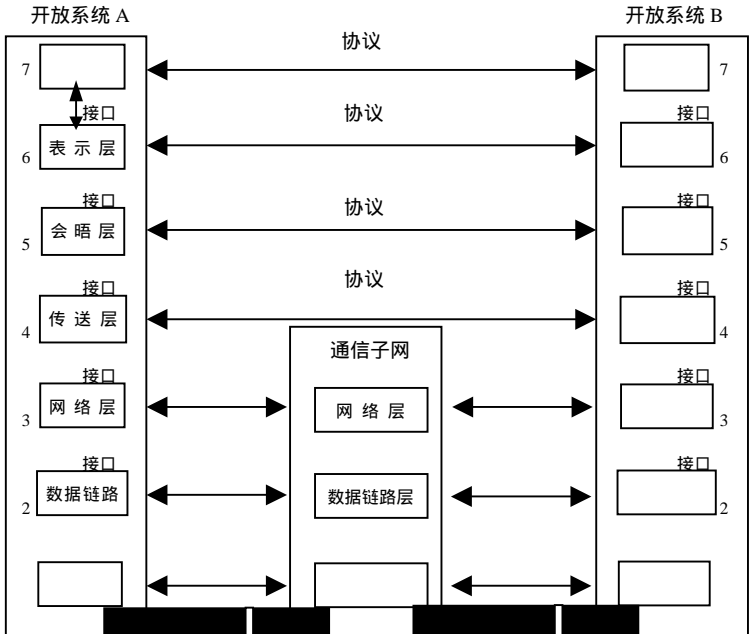 开放系统 A
开放系统 B
协议
7
7
接口
协议
接口
6
表示层
6
接口
协议
接口
5
会晤层
5
接口
协议
接口
4
传送层
4
通信子网
接口
接口
3
网络层
网络层
3
接口
接口
2
数据链路
数据链路层
2